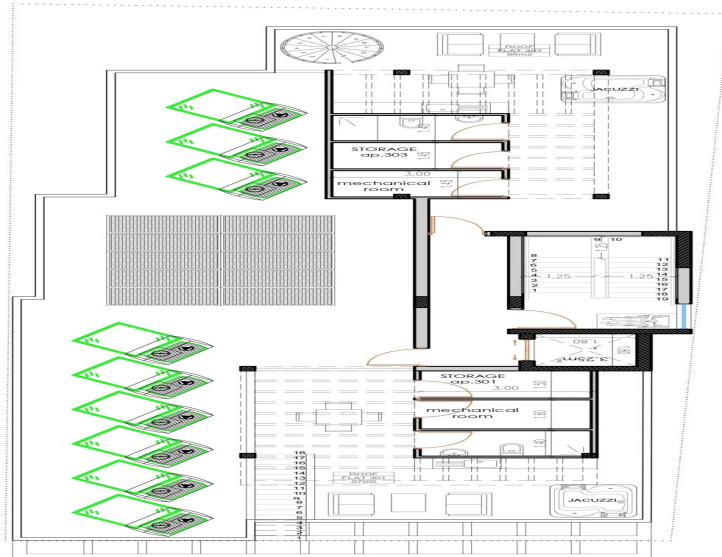 ROOF
FLAT 303
JACUZZI
STORAGE
ap.303
3.00
mechanical
room
9 10
8
7
6
5
4
3
2
1
1.25
1.25
11
12
13
14
15
16
17
18
19
1.80
3.25m²
STORAGE
ap.301
3.00
mechanical
room
18
17
16
15
14
13
12
11
10
9
8
7
6
5
4
3
2
1
ROOF
FLAT 301
JACUZZI